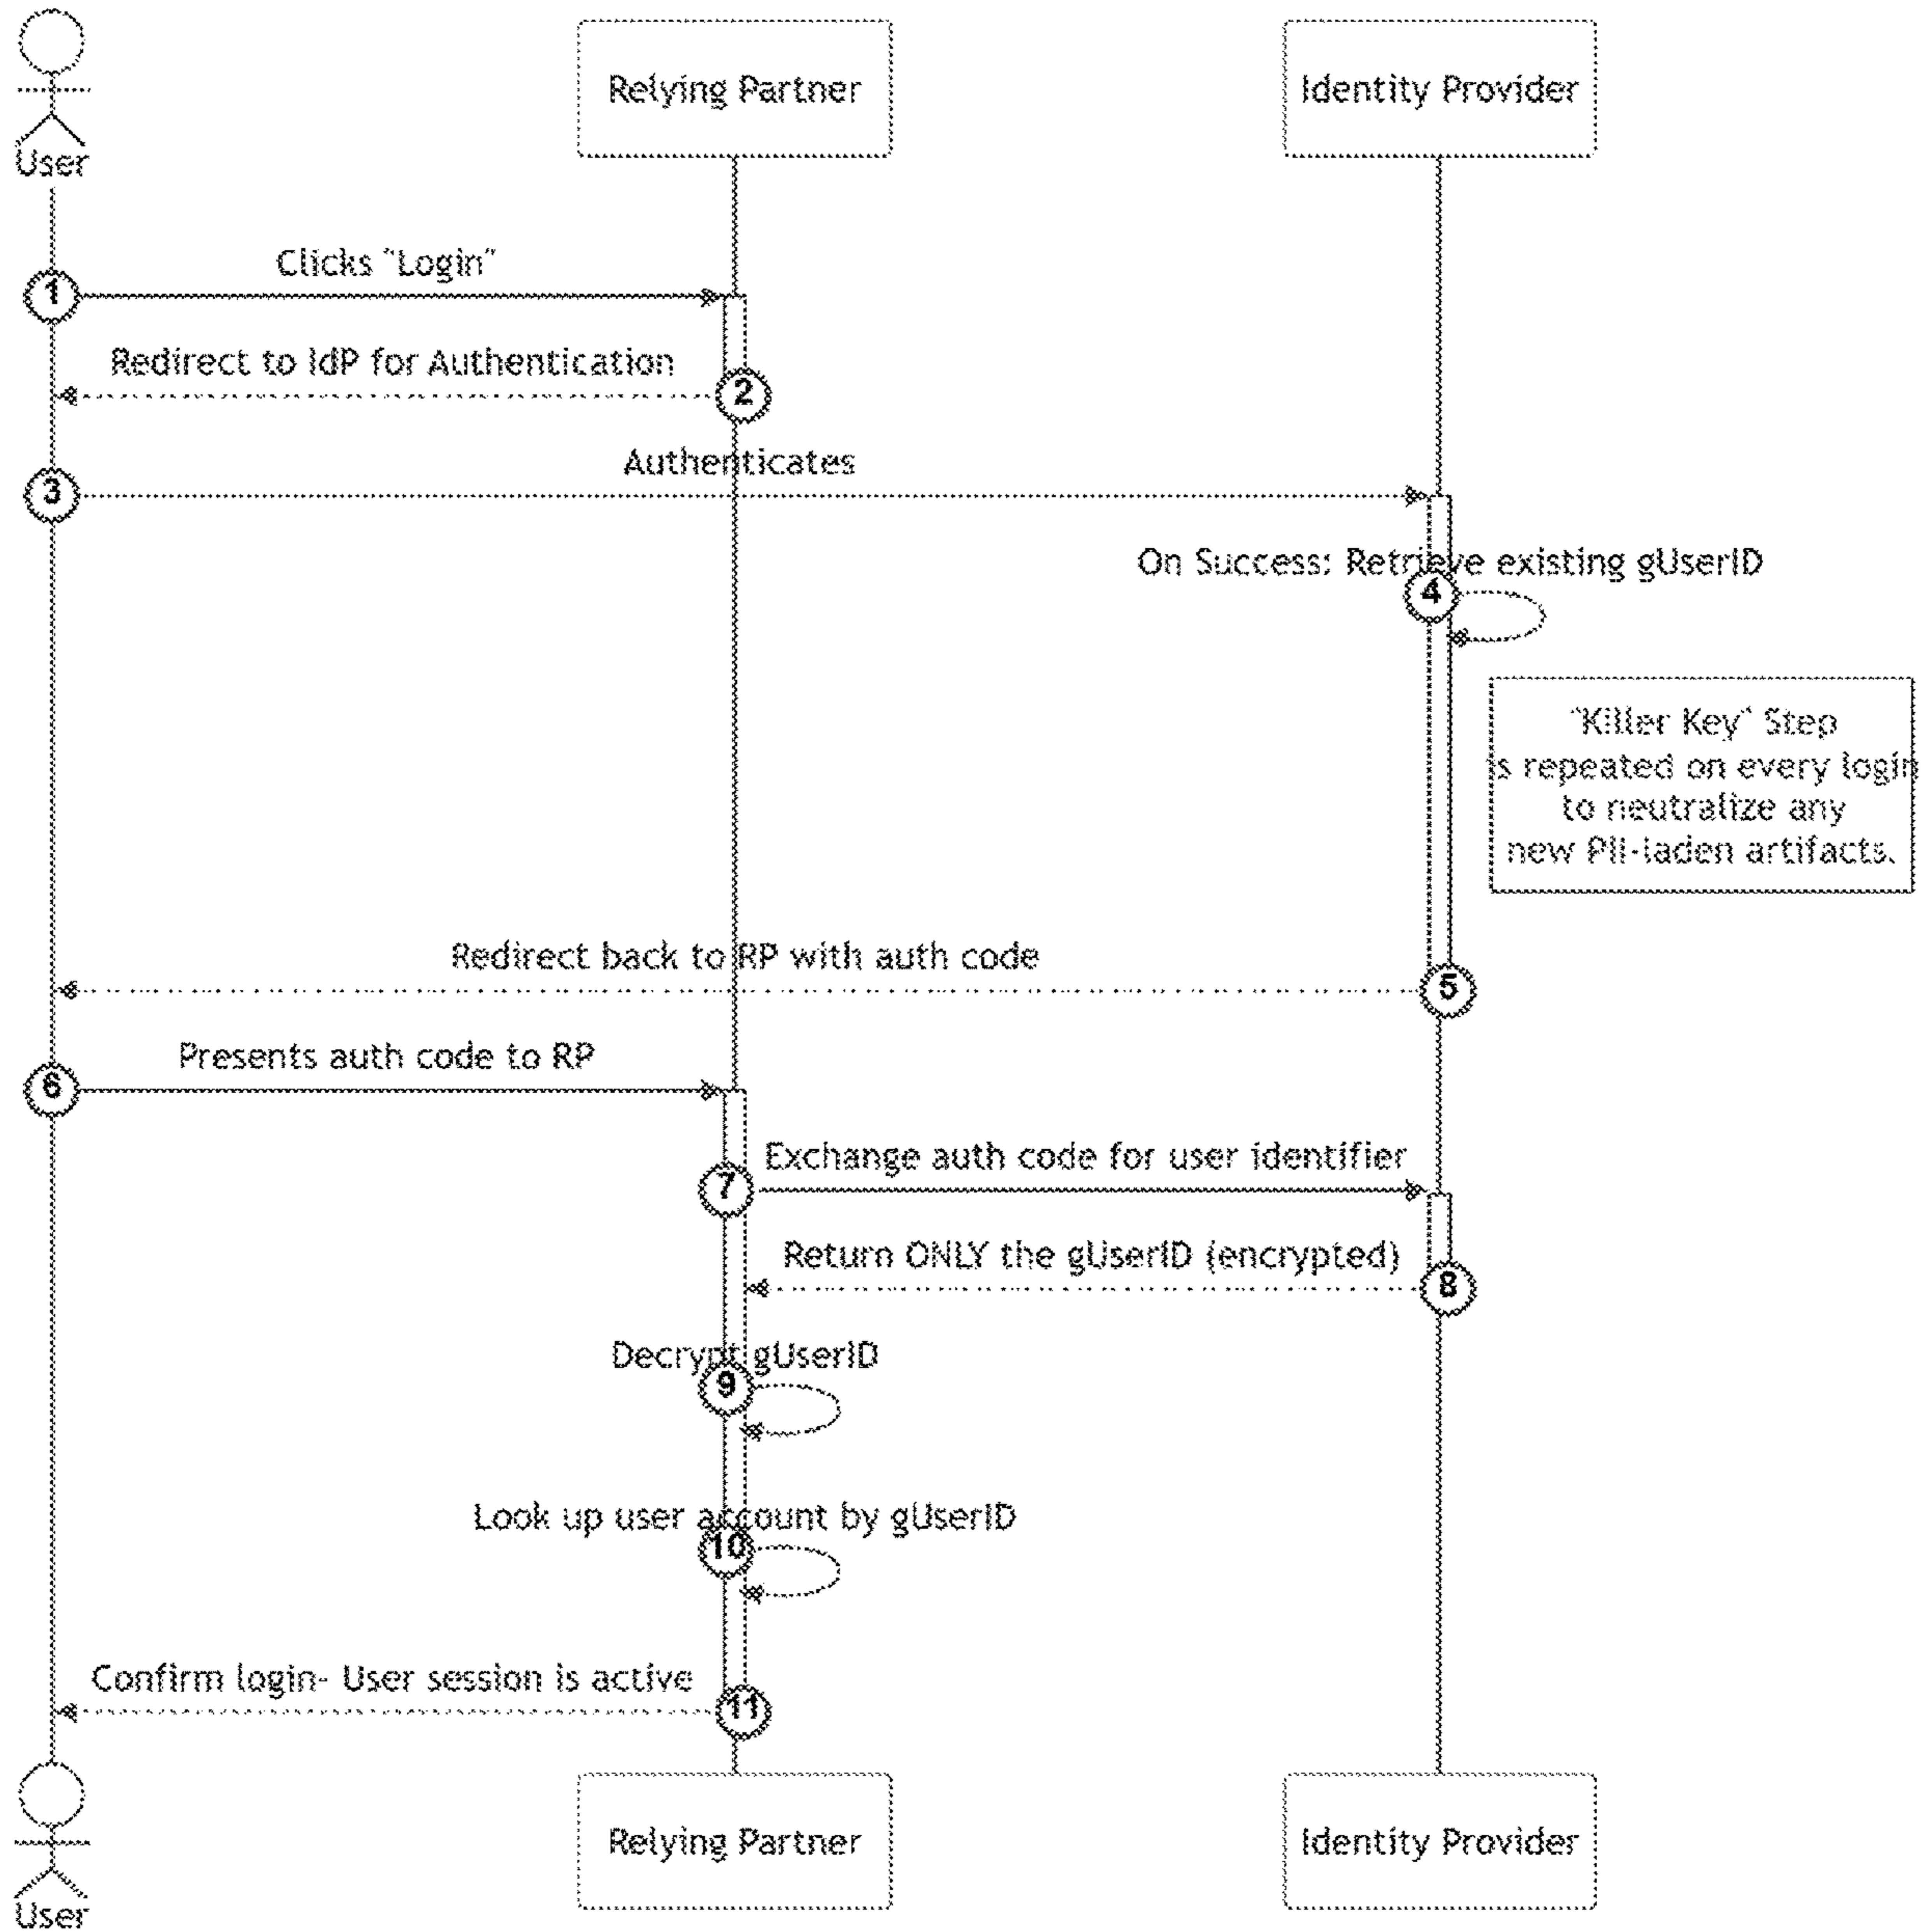 User
Relying Partner
Identity Provider
Clicks "Login"
1
Redirect to IdP for Authentication
2
Authenticates
3
On Success: Retrieve existing gUserID
4
"Killer Key" Step
is repeated on every login
to neutralize any
new PII-laden artifacts.
Redirect back to RP with auth code
5
Presents auth code to RP
6
Exchange auth code for user identifier
7
Return ONLY the gUserID (encrypted)
8
Decrypt gUserID
9
Look up user account by gUserID
10
Confirm login- User session is active
11
User
Relying Partner
Identity Provider